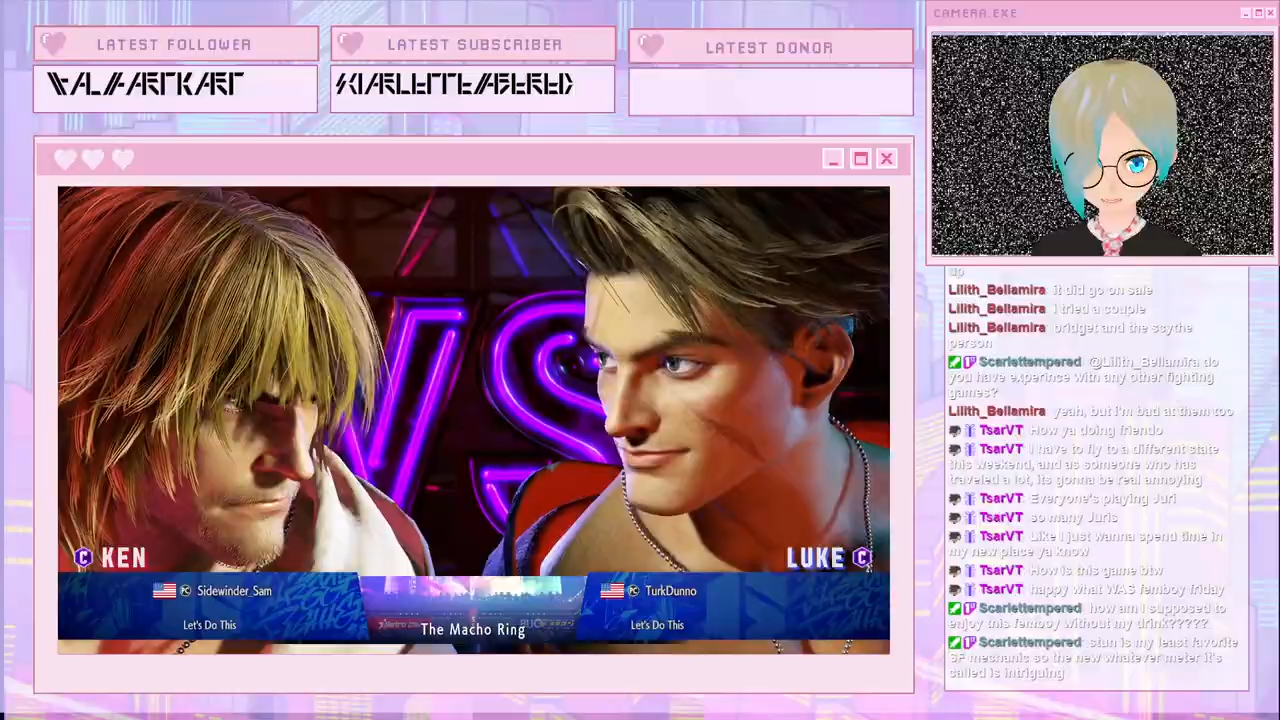 LATEST FOLLOWER
LATEST SUBSCRIBER
LATEST DONOR
CAMERA.EXE
VS
KEN
LUKE
Sidewinder_Sam
TurkDunno
Let's Do This
The Macho Ring
Let's Do This
up
Lilith_Bellamira it did go on sale
Lilith_Bellamira i tried a couple
Lilith_Bellamira bridget and the scythe
person
Scarlettempered @Lilith_Bellamira do
you have experince with any other fighting
games?
Lilith_Bellamira yeah, but i'm bad at them too
TsarVT How ya doing friendo
TsarVT I have to fly to a different state
this weekend, and as someone who has
traveled a lot, its gonna be real annoying
TsarVT Everyone's playing Juri
TsarVT so many Juris
TsarVT Like I just wanna spend time in
my new place ya know
TsarVT How is this game btw
TsarVT happy what WAS femboy friday
Scarlettempered how am I supposed to
enjoy this femboy without my drink?????
Scarlettempered stun is my least favorite
SF mechanic so the new whatever meter it's
called is intriguing